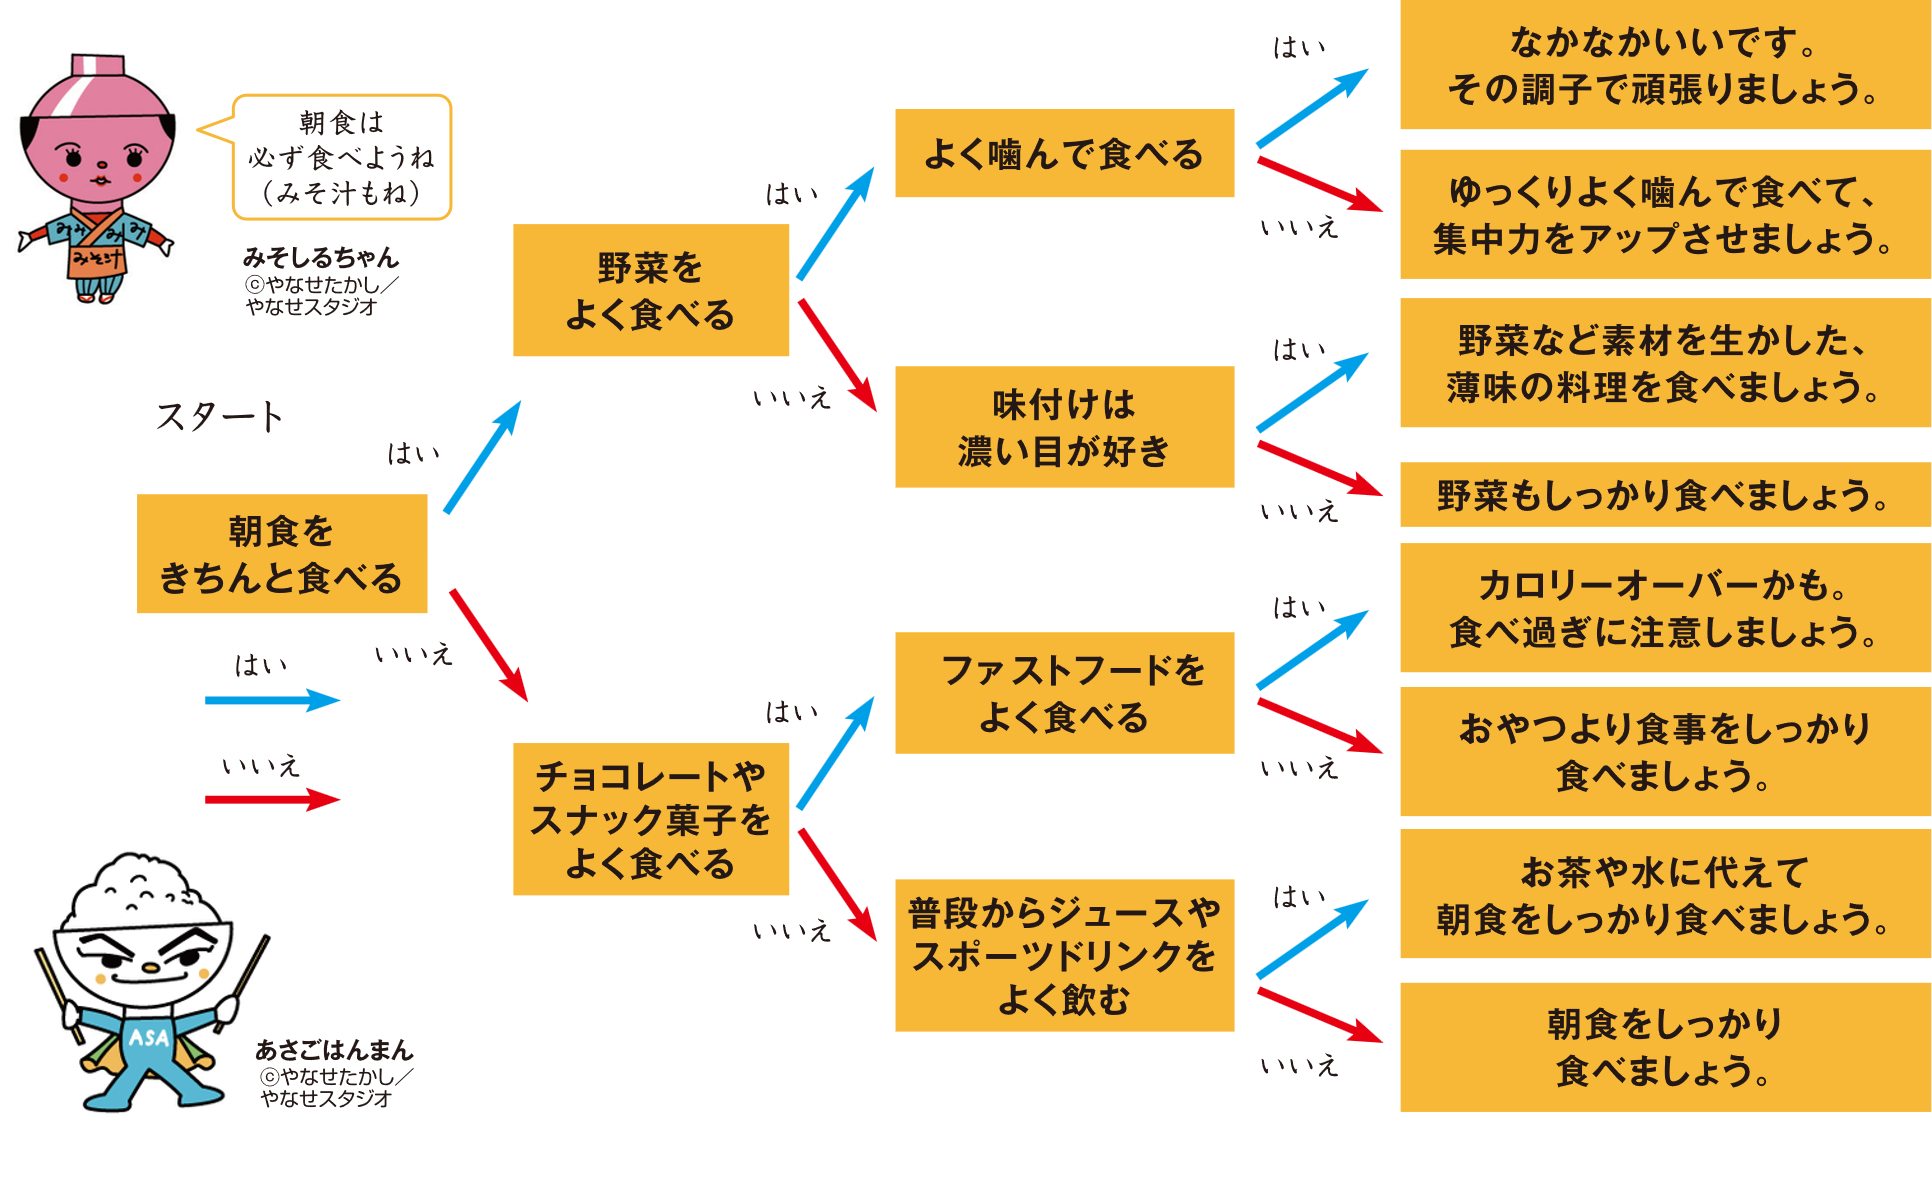 朝食は
必ず食べようね
（みそ汁もね）
みそしるちゃん
ⓒやなせたかし／
やなせスタジオ
みみ
み
み
みそ汁
スタート
朝食を
きちんと食べる
はい
いいえ
はい
いいえ
野菜を
よく食べる
はい
いいえ
チョコレートや
スナック菓子を
よく食べる
はい
いいえ
よく噛んで食べる
はい
いいえ
味付けは
濃い目が好き
はい
いいえ
ファストフードを
よく食べる
はい
いいえ
普段からジュースや
スポーツドリンクを
よく飲む
はい
いいえ
なかなかいいです。
その調子で頑張りましょう。
ゆっくりよく噛んで食べて、
集中力をアップさせましょう。
野菜など素材を生かした、
薄味の料理を食べましょう。
野菜もしっかり食べましょう。
カロリーオーバーかも。
食べ過ぎに注意しましょう。
おやつより食事をしっかり
食べましょう。
お茶や水に代えて
朝食をしっかり食べましょう。
朝食をしっかり
食べましょう。
ASA
あさごはんまん
ⓒやなせたかし／
やなせスタジオ